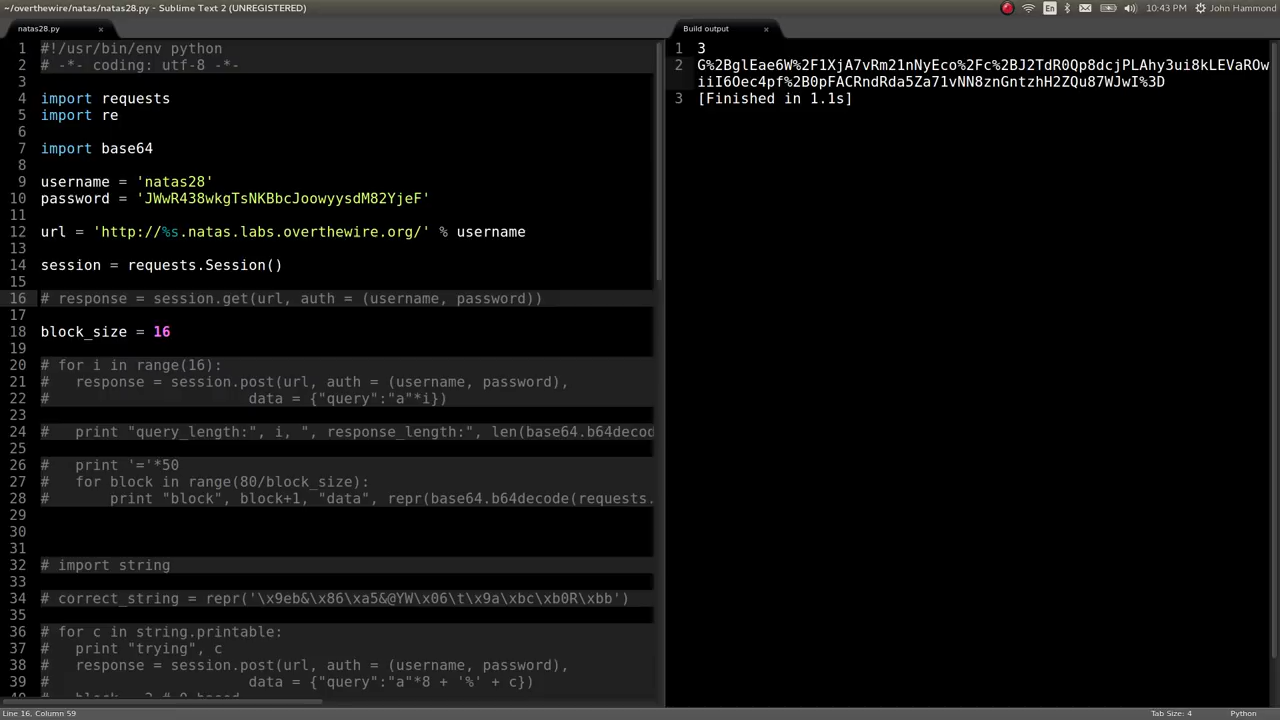 ~/overthewire/natas/natas28.py - Sublime Text 2 (UNREGISTERED)
En
10:43 PM
John Hammond
natas28.py
Build output
1 #!/usr/bin/env python
2 # -*- coding: utf-8 -*-
3
4 import requests
5 import re
6
7 import base64
8
9 username = 'natas28'
10 password = 'JWwR438wkgTsNKBbcJoowyysdM82YjeF'
11
12 url = 'http://%s.natas.labs.overthewire.org/' % username
13
14 session = requests.Session()
15
16 # response = session.get(url, auth = (username, password))
17
18 block_size = 16
19
20 # for i in range(16):
21 #   response = session.post(url, auth = (username, password),
22 #                       data = {"query":"a"*i})
23
24 #   print "query_length:", i, ", response_length:", len(base64.b64decod
25
26 #   print '='*50
27 #   for block in range(80/block_size):
28 #       print "block", block+1, "data", repr(base64.b64decode(requests.
29
30
31
32 # import string
33
34 # correct_string = repr('\x9eb&\x86\xa5&@YW\x06\t\x9a\xbc\xb0R\xbb')
35
36 # for c in string.printable:
37 #   print "trying", c
38 #   response = session.post(url, auth = (username, password),
39 #                       data = {"query":"a"*8 + '%' + c})
1 3
2 G%2BglEae6W%2F1XjA7vRm21nNyEco%2Fc%2BJ2TdR0Qp8dcjPLAhy3ui8kLEVaROw
iiI6Oec4pf%2B0pFACRndRda5Za71vNN8znGntzhH2ZQu87WJwI%3D
3 [Finished in 1.1s]
Line 16, Column 59
Tab Size: 4
Python